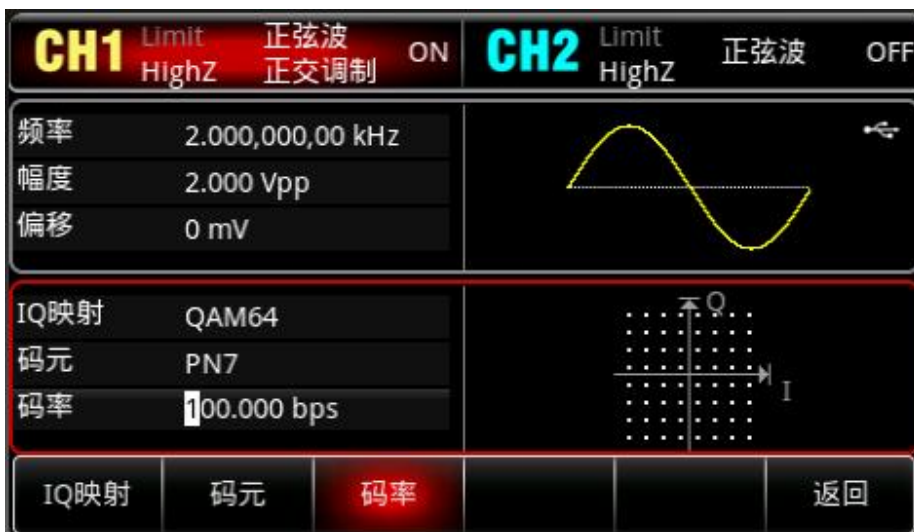 CH1 Limit 正弦波 ON CH2 Limit 正弦波 OFF
HighZ 正交调制 HighZ
频率 2.000,000,00 kHz
幅度 2.000 Vpp
偏移 0 mV
IQ映射 QAM64 Q
码元 PN7
码率 100.000 bps I
IQ映射 码元 码率 返回